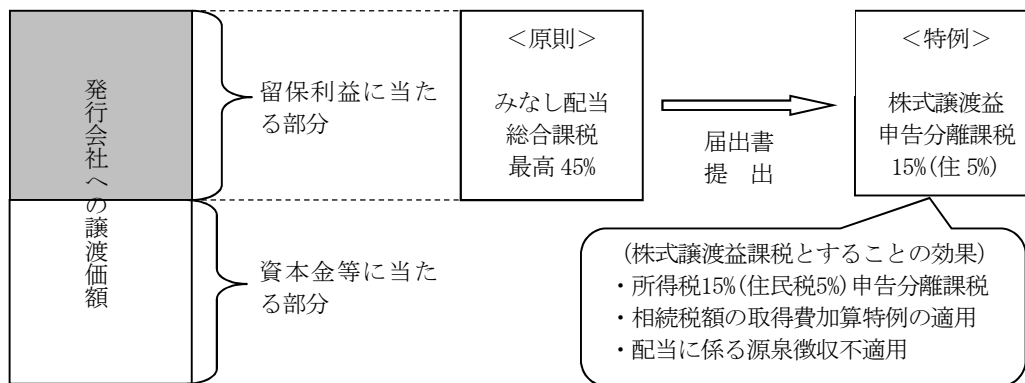 発行会社への譲渡価額
留保利益に当た
る部分
資本金等に当た
る部分
＜原則＞
みなし配当
総合課税
最高 45%
届出書
提　出
＜特例＞
株式譲渡益
申告分離課税
15%(住 5%)
(株式譲渡益課税とすることの効果)
・所得税15%(住民税5%)申告分離課税
・相続税額の取得費加算特例の適用
・配当に係る源泉徴収不適用